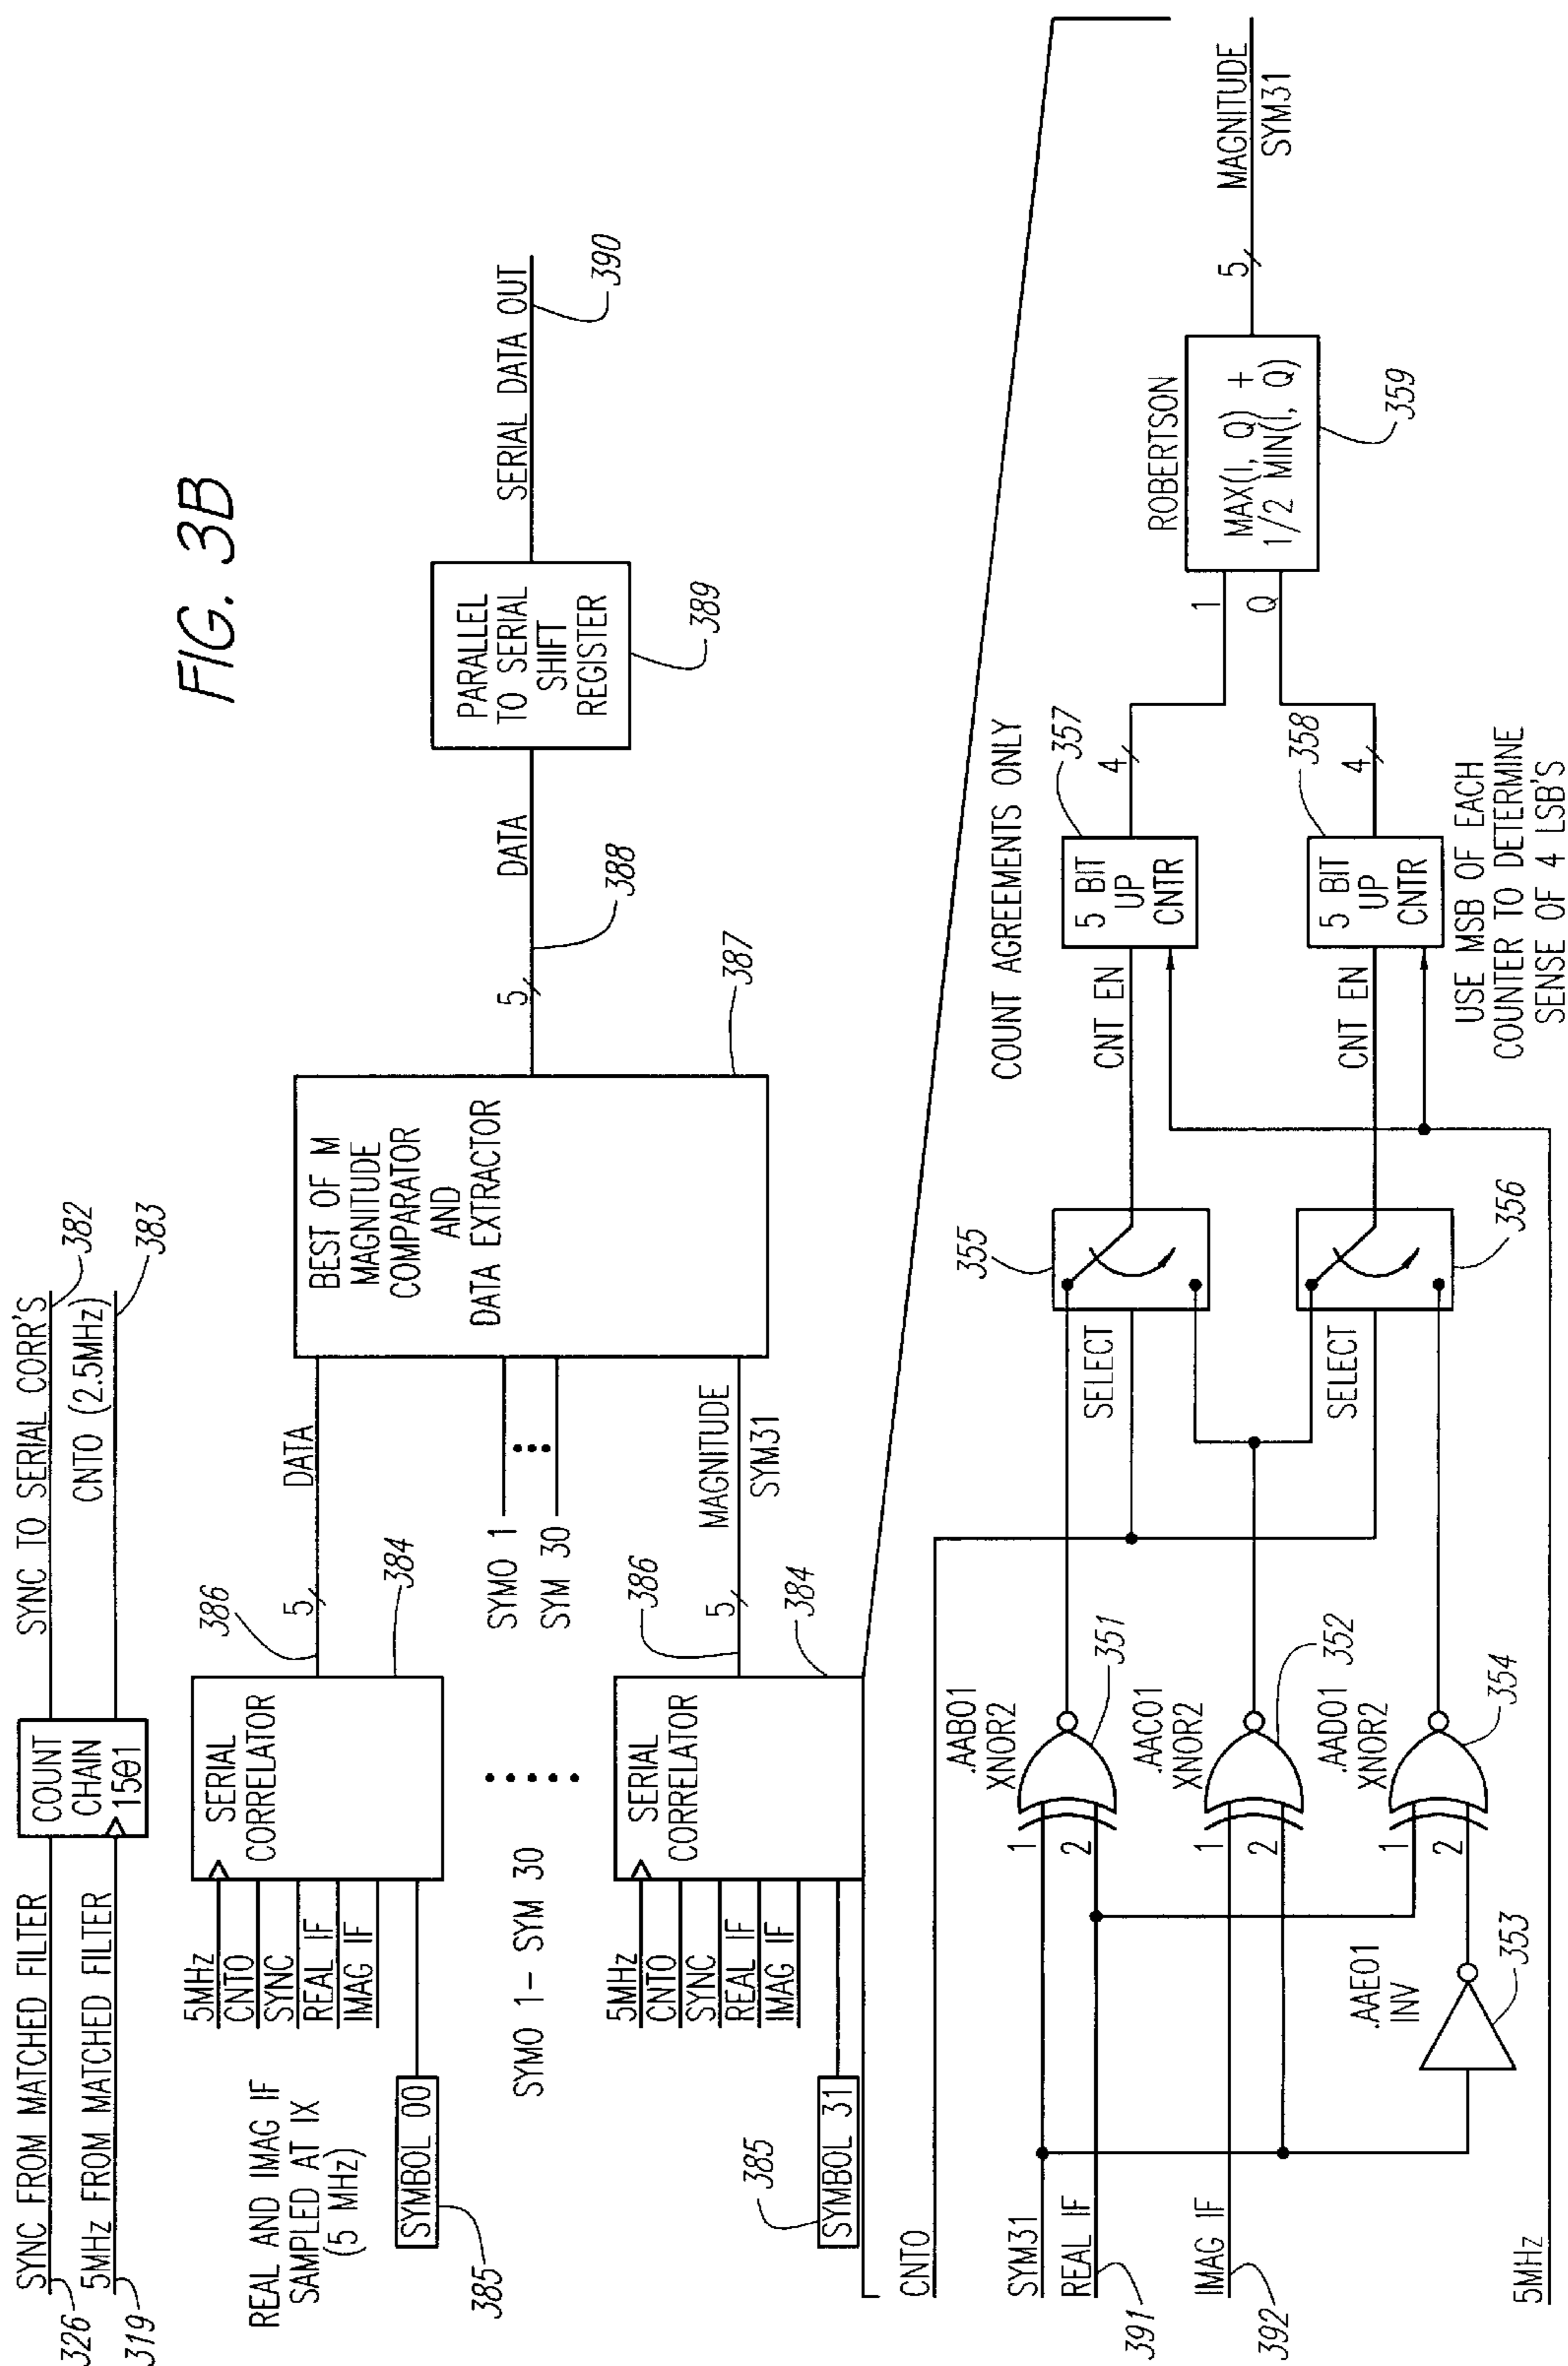 FIG. 3B
SYNC FROM MATCHED FILTER
326
5MHz FROM MATCHED FILTER
319
COUNT
CHAIN
1501
SYNC TO SERIAL CORR'S
382
CNTO (2.5MHz)
383
REAL AND IMAG IF
SAMPLED AT IX
(5 MHz)
5MHz
CNTO
SYNC
REAL IF
IMAG IF
SYMBOL 00
385
SERIAL
CORRELATOR
384
386
5
DATA
SYMO 1- SYM 30
SYMO 1
SYM 30
5MHz
CNTO
SYNC
REAL IF
IMAG IF
SYMBOL 31
385
SERIAL
CORRELATOR
384
386
5
MAGNITUDE
SYM31
BEST OF M
MAGNITUDE
COMPARATOR
AND
DATA EXTRACTOR
387
5
388
DATA
PARALLEL
TO SERIAL
SHIFT
REGISTER
389
SERIAL DATA OUT
390
CNTO
SYM31
REAL IF
391
IMAG IF
392
5MHz
.AAB01
XNOR2
1
2
351
.AAC01
XNOR2
1
2
352
.AAD01
XNOR2
1
2
354
.AAE01
INV
353
SELECT
355
SELECT
356
COUNT AGREEMENTS ONLY
CNT EN
5 BIT
UP
CNTR
357
4
CNT EN
5 BIT
UP
CNTR
358
4
USE MSB OF EACH
COUNTER TO DETERMINE
SENSE OF 4 LSB'S
1
Q
ROBERTSON
MAX(I, Q) +
1/2 MIN(I, Q)
359
5
MAGNITUDE
SYM31